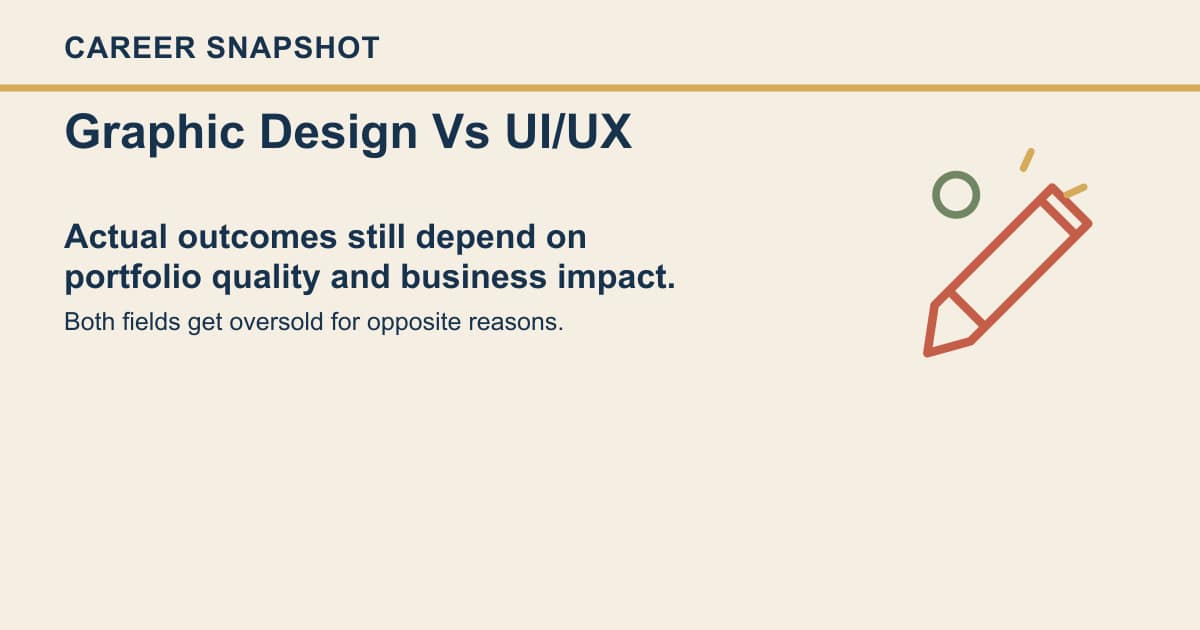 CAREER SNAPSHOT
Graphic Design Vs UI/UX
Actual outcomes still depend on
portfolio quality and business impact.
Both fields get oversold for opposite reasons.